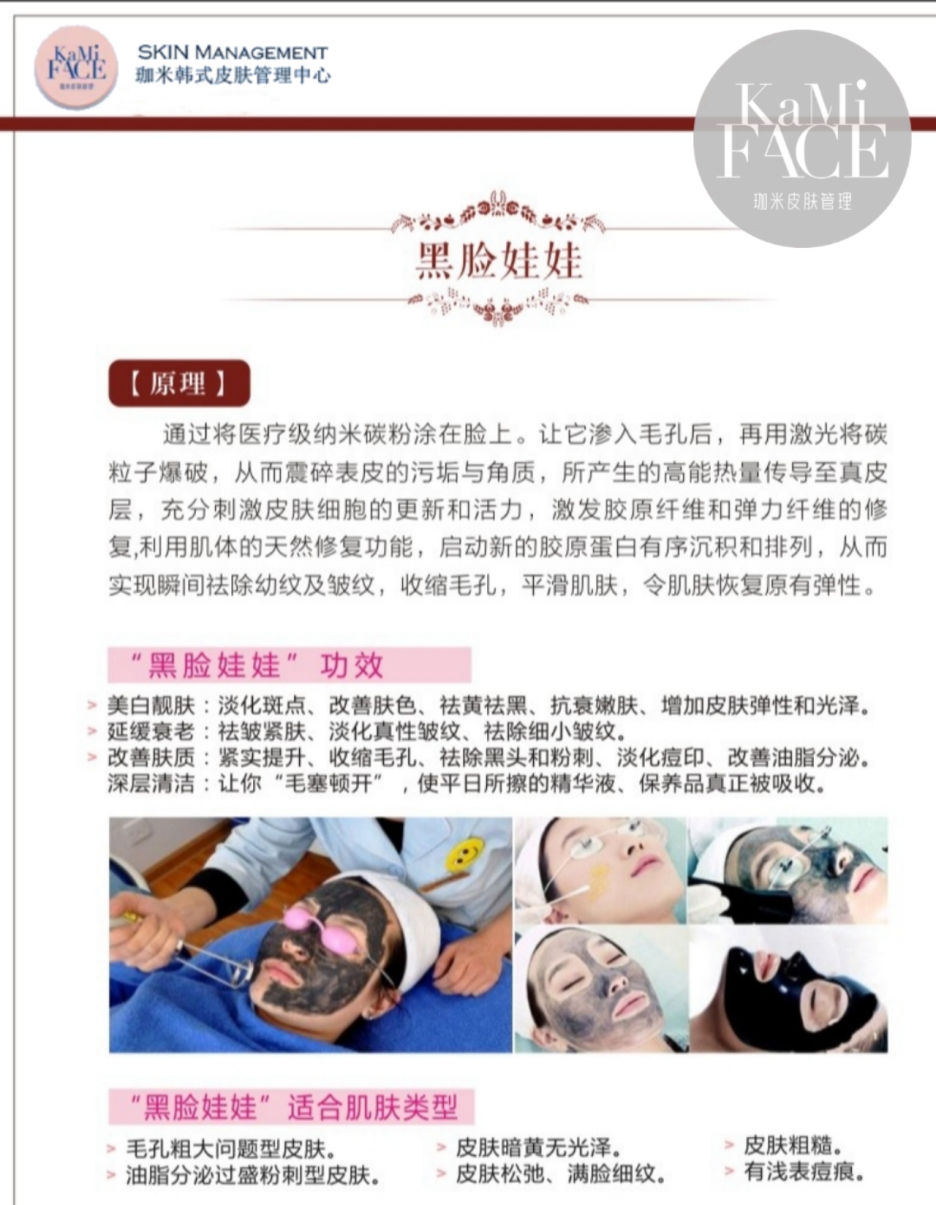 KaMi
FACE
SKIN MANAGEMENT
珈米韩式皮肤管理中心
KaMi
FACE
珈米皮肤管理
黑脸娃娃
【原理】
通过将医疗级纳米碳粉涂在脸上。让它渗入毛孔后，再用激光将碳
粒子爆破，从而震碎表皮的污垢与角质，所产生的高能热量传导至真皮
层，充分刺激皮肤细胞的更新和活力，激发胶原纤维和弹力纤维的修
复,利用肌体的天然修复功能，启动新的胶原蛋白有序沉积和排列，从而
实现瞬间祛除幼纹及皱纹，收缩毛孔，平滑肌肤，令肌肤恢复原有弹性。
“黑脸娃娃”功效
> 美白靓肤：淡化斑点、改善肤色、祛黄祛黑、抗衰嫩肤、增加皮肤弹性和光泽。
> 延缓衰老：祛皱紧肤、淡化真性皱纹、祛除细小皱纹。
> 改善肤质：紧实提升、收缩毛孔、祛除黑头和粉刺、淡化痘印、改善油脂分泌。
深层清洁：让你“毛塞顿开”，使平日所擦的精华液、保养品真正被吸收。
“黑脸娃娃”适合肌肤类型
> 毛孔粗大问题型皮肤。 > 皮肤暗黄无光泽。 > 皮肤粗糙。
> 油脂分泌过盛粉刺型皮肤。 > 皮肤松弛、满脸细纹。 > 有浅表痘痕。